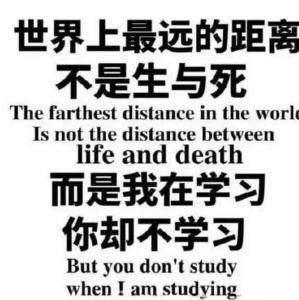 世界上最远的距离
不是生与死
The farthest distance in the world
Is not the distance between
life and death
而是我在学习
你却不学习
But you don't study
when I am studying